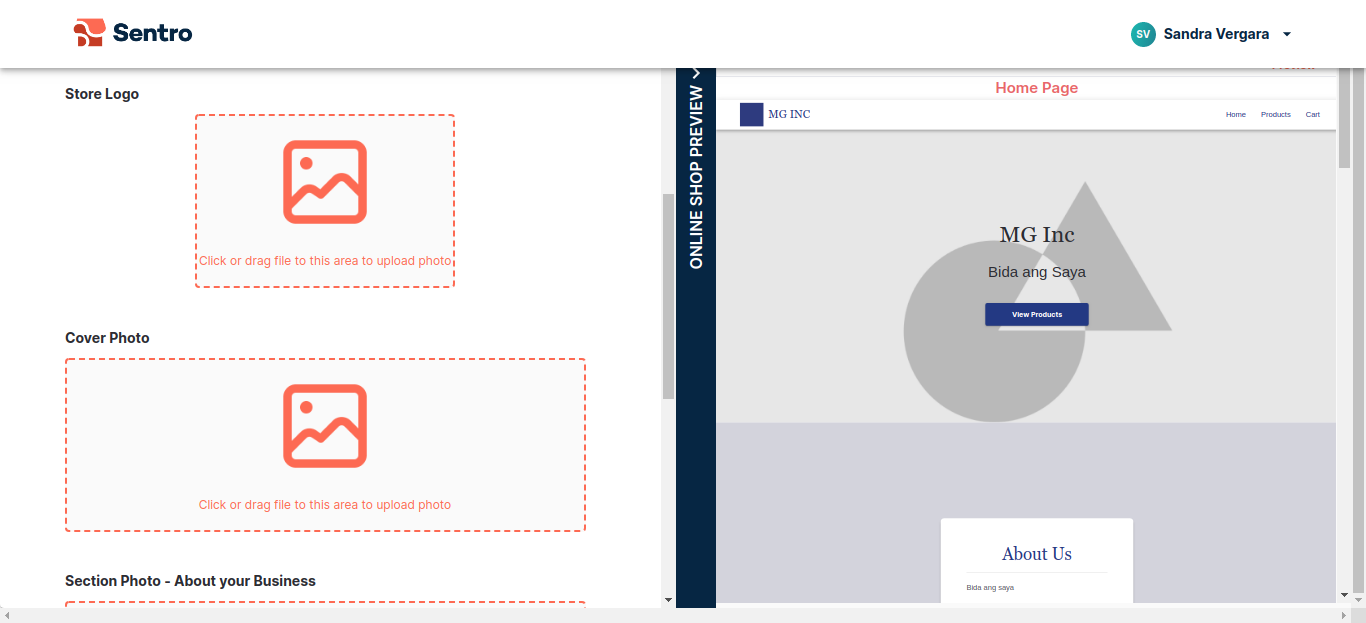 Sentro
SV Sandra Vergara
Store Logo
Click or drag file to this area to upload photo
Cover Photo
Click or drag file to this area to upload photo
Section Photo - About your Business
ONLINE SHOP PREVIEW
Home Page
MG INC
Home Products Cart
MG Inc
Bida ang Saya
View Products
About Us
Bida ang saya